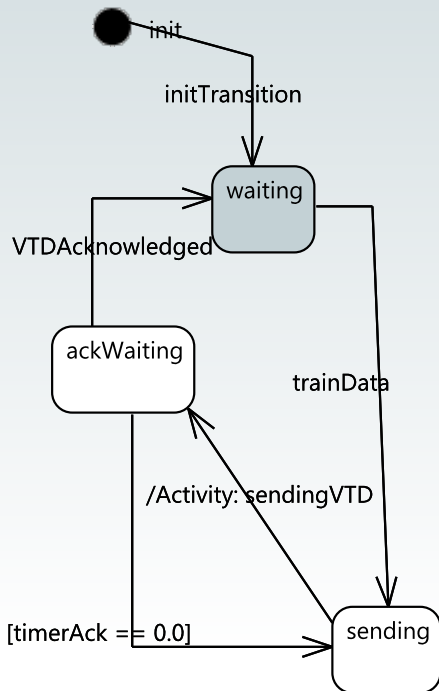 init
initTransition
waiting
VTDAcknowledged
ackWaiting
trainData
/Activity: sendingVTD
[timerAck == 0.0]
sending